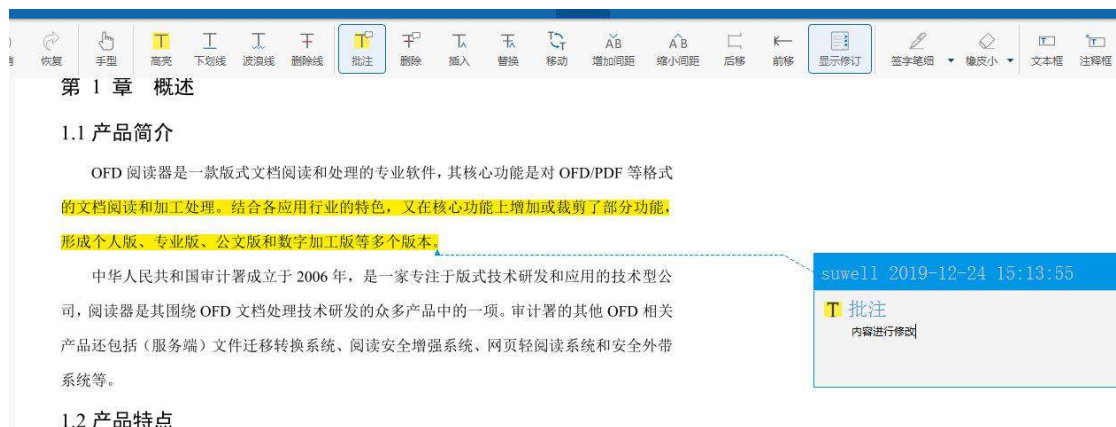 恢复 手型 高亮 下划线 波浪线 删除线 批注 删除 插入 替换 移动 增加间距 缩小间距 后移 前移 显示修订 签字笔细 橡皮小 文本框 注释框
第 1 章 概述
1.1 产品简介
OFD 阅读器是一款版式文档阅读和处理的专业软件，其核心功能是对 OFD/PDF 等格式
的文档阅读和加工处理。结合各应用行业的特色，又在核心功能上增加或裁剪了部分功能，
形成个人版、专业版、公文版和数字加工版等多个版本。
中华人民共和国审计署成立于 2006 年，是一家专注于版式技术研发和应用的技术型公
司，阅读器是其围绕 OFD 文档处理技术研发的众多产品中的一项。审计署的其他 OFD 相关
产品还包括（服务端）文件迁移转换系统、阅读安全增强系统、网页轻阅读系统和安全外带
系统等。
suwell 2019-12-24 15:13:55
批注
内容进行修改
1.2 产品特点